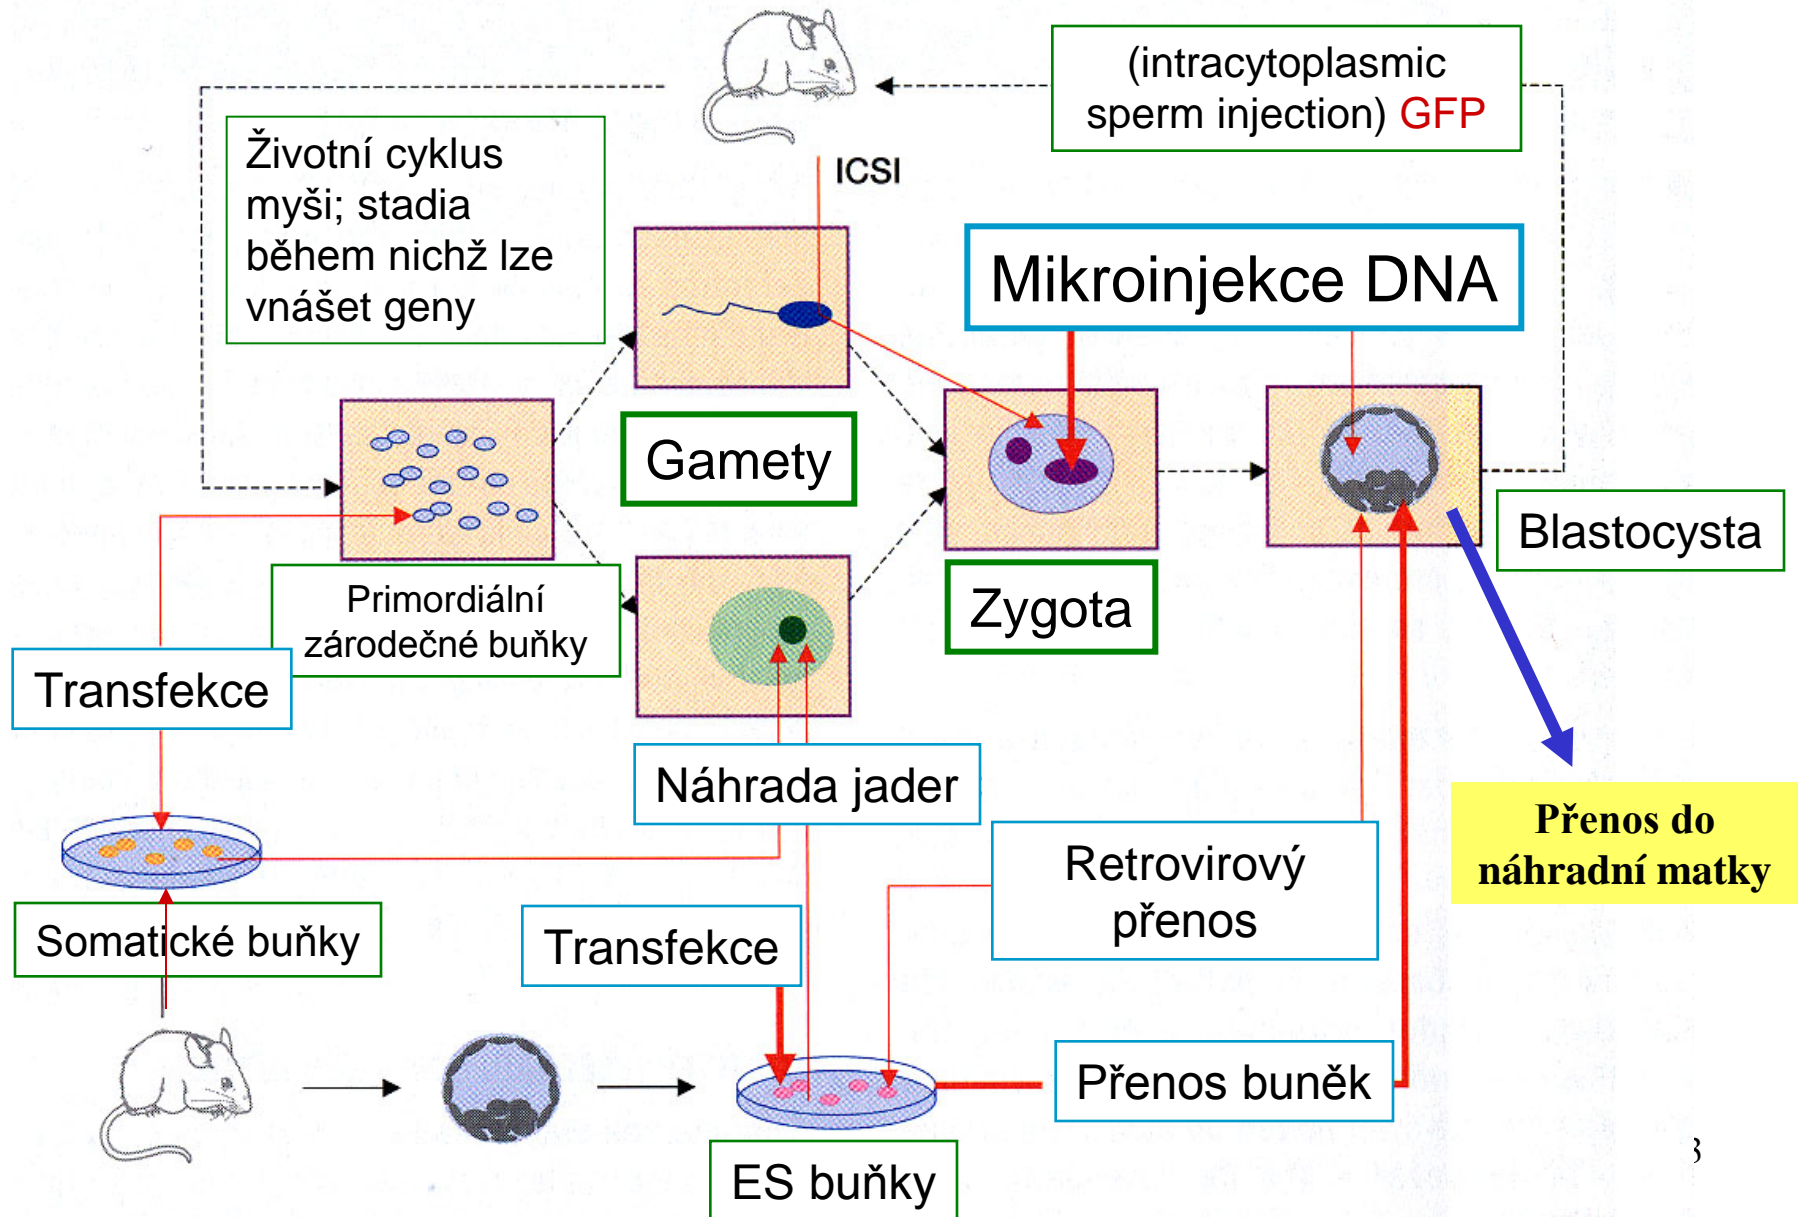 (intracytoplasmic
sperm injection) GFP
Životní cyklus
myši; stadia
během nichž lze
vnášet geny
ICSI
Mikroinjekce DNA
Gamety
Blastocysta
Primordiální
zárodečné buňky
Zygota
Transfekce
Náhrada jader
Přenos do
náhradní matky
Retrovirový
přenos
Somatické buňky
Transfekce
Přenos buněk
ES buňky
3